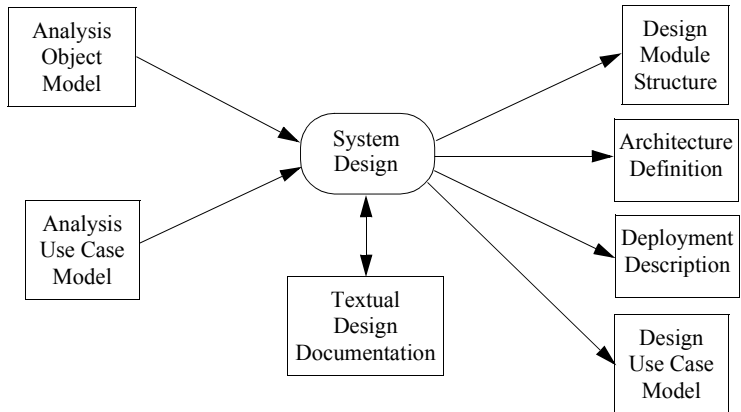 Analysis
Object
Model
Analysis
Use Case
Model
System
Design
Textual
Design
Documentation
Design
Module
Structure
Architecture
Definition
Deployment
Description
Design
Use Case
Model